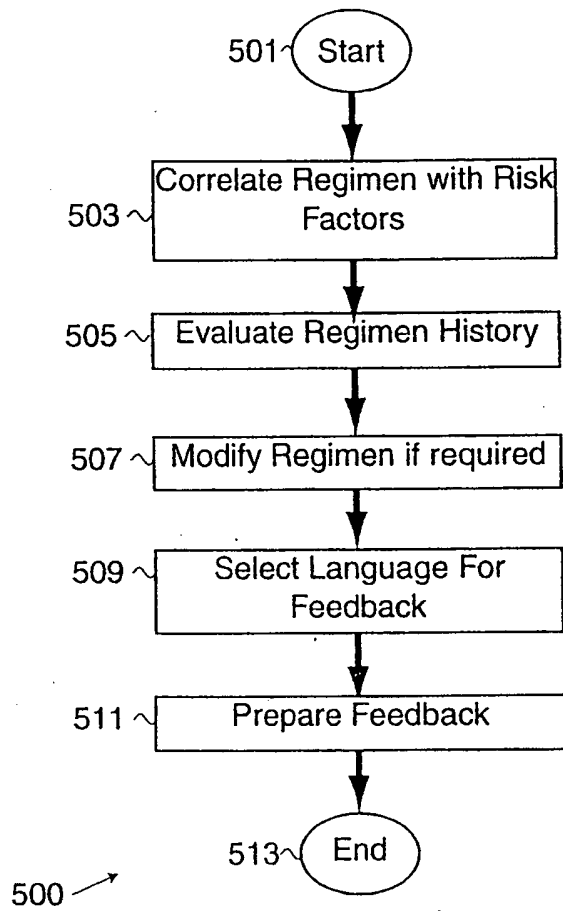 501 Start
Correlate Regimen with Risk
503 Factors
505 Evaluate Regimen History
507 Modify Regimen if required
509 Select Language For
Feedback
511 Prepare Feedback
513 End
500